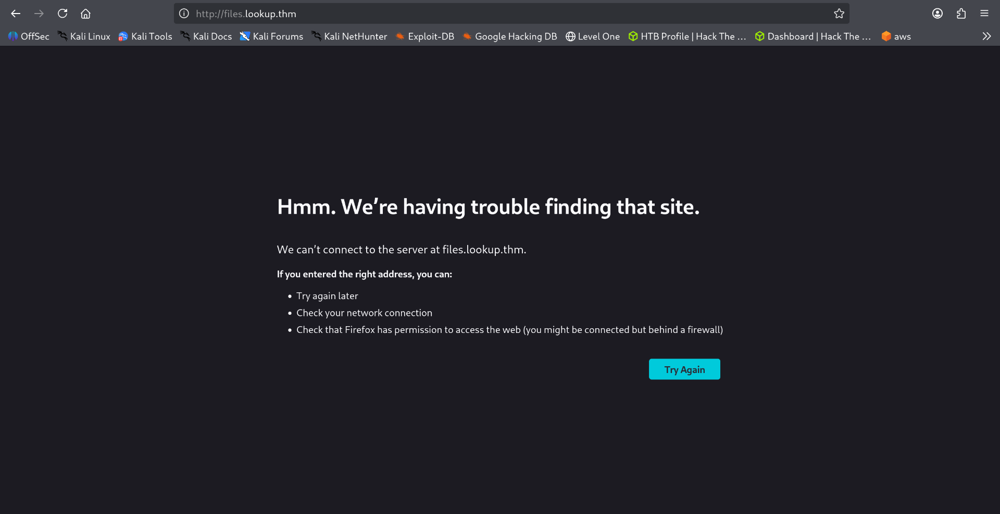 http://files.lookup.thm
OffSec Kali Linux Kali Tools Kali Docs Kali Forums Kali NetHunter Exploit-DB Google Hacking DB Level One HTB Profile | Hack The ... Dashboard | Hack The ... aws
Hmm. We’re having trouble finding that site.
We can’t connect to the server at files.lookup.thm.
If you entered the right address, you can:
• Try again later
• Check your network connection
• Check that Firefox has permission to access the web (you might be connected but behind a firewall)
Try Again